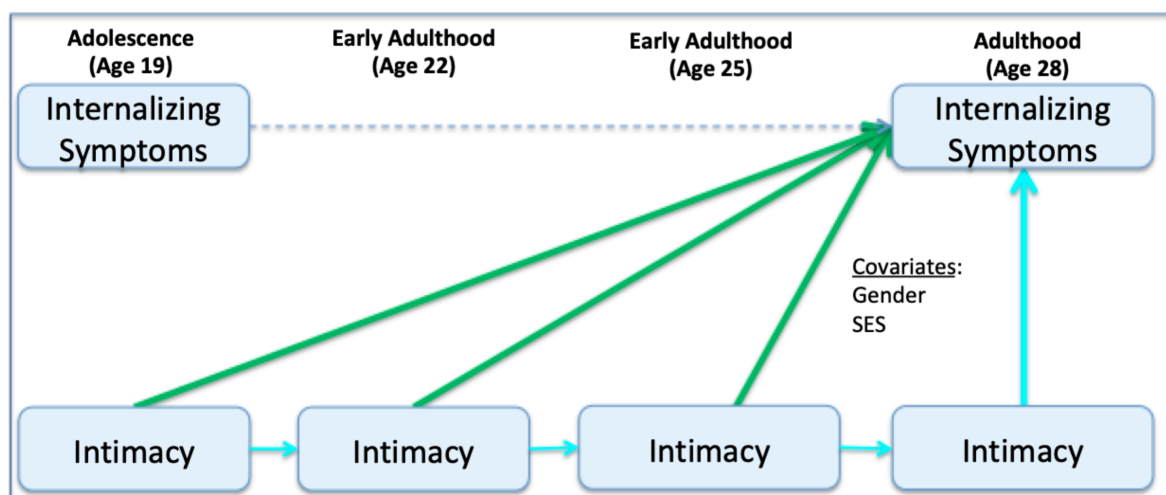 Adolescence
(Age 19)
Early Adulthood
(Age 22)
Early Adulthood
(Age 25)
Adulthood
(Age 28)
Internalizing
Symptoms
Internalizing
Symptoms
Covariates:
Gender
SES
Intimacy
Intimacy
Intimacy
Intimacy